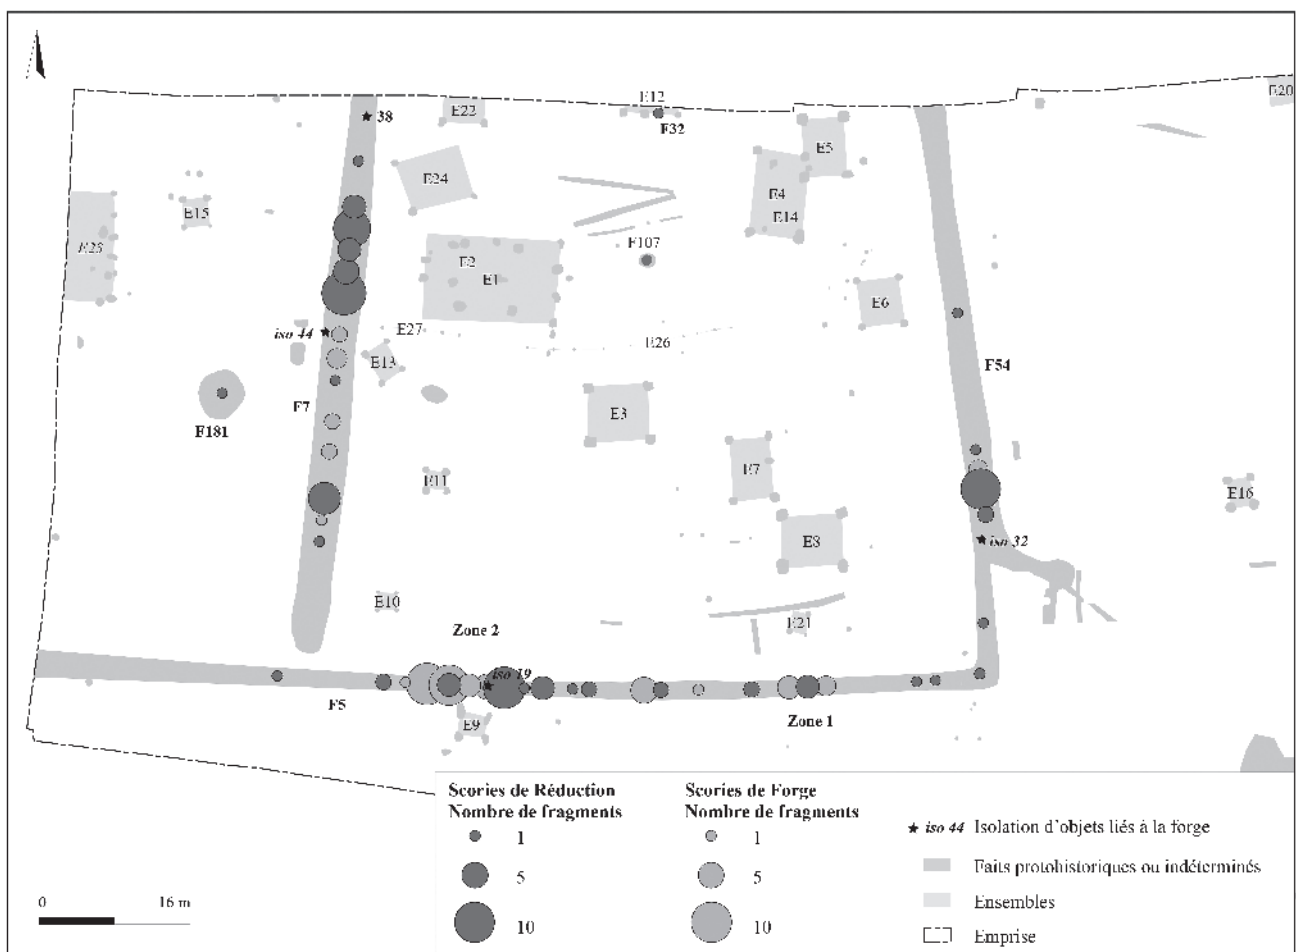 E20
E12
E22
38
F32
E5
E24
E4
E15
E14
F107
E25
E2
E1
E6
iso 44
E27
E26
E13
F54
F7
E3
F181
E7
E11
E16
E8
iso 32
E10
E21
Zone 2
iso 19
F5
E9
Zone 1
Scories de Réduction
Nombre de fragments
1
5
10
Scories de Forge
Nombre de fragments
1
5
10
iso 44 Isolation d'objets liés à la forge
Faits protohistoriques ou indéterminés
Ensembles
Emprise
0 16 m